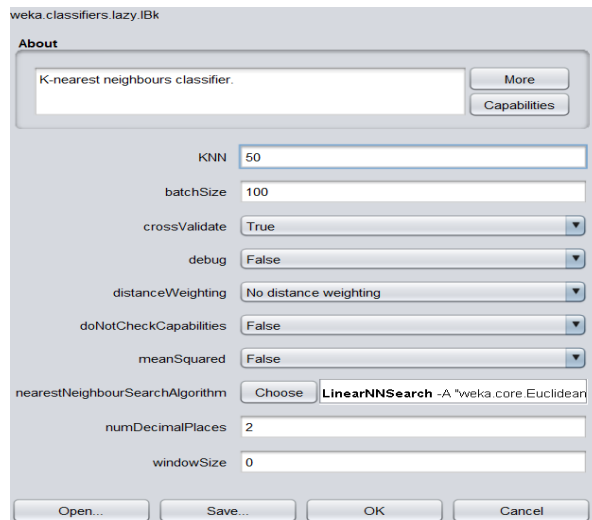 weka.classifiers.lazy.IBk
About
K-nearest neighbours classifier.
More
Capabilities
KNN 50
batchSize 100
crossValidate True
debug False
distanceWeighting No distance weighting
doNotCheckCapabilities False
meanSquared False
nearestNeighbourSearchAlgorithm Choose LinearNNSearch -A "weka.core.Euclidean
numDecimalPlaces 2
windowSize 0
Open... Save... OK Cancel